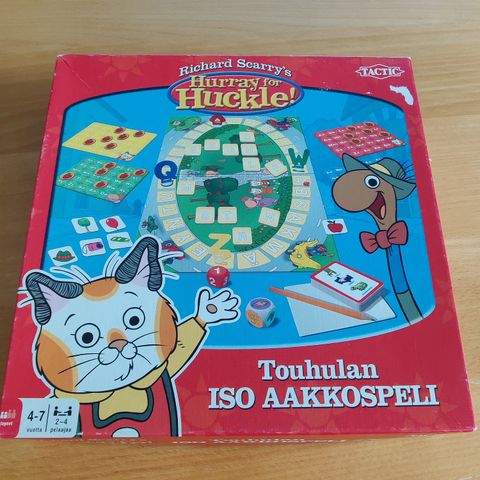 Richard Scarry's
Hurray for
Huckle!
TACTIC
Q
W
N
Z
Touhulan
ISO AAKKOSPELI
4-7
vuotta
2-4
pelaajaa